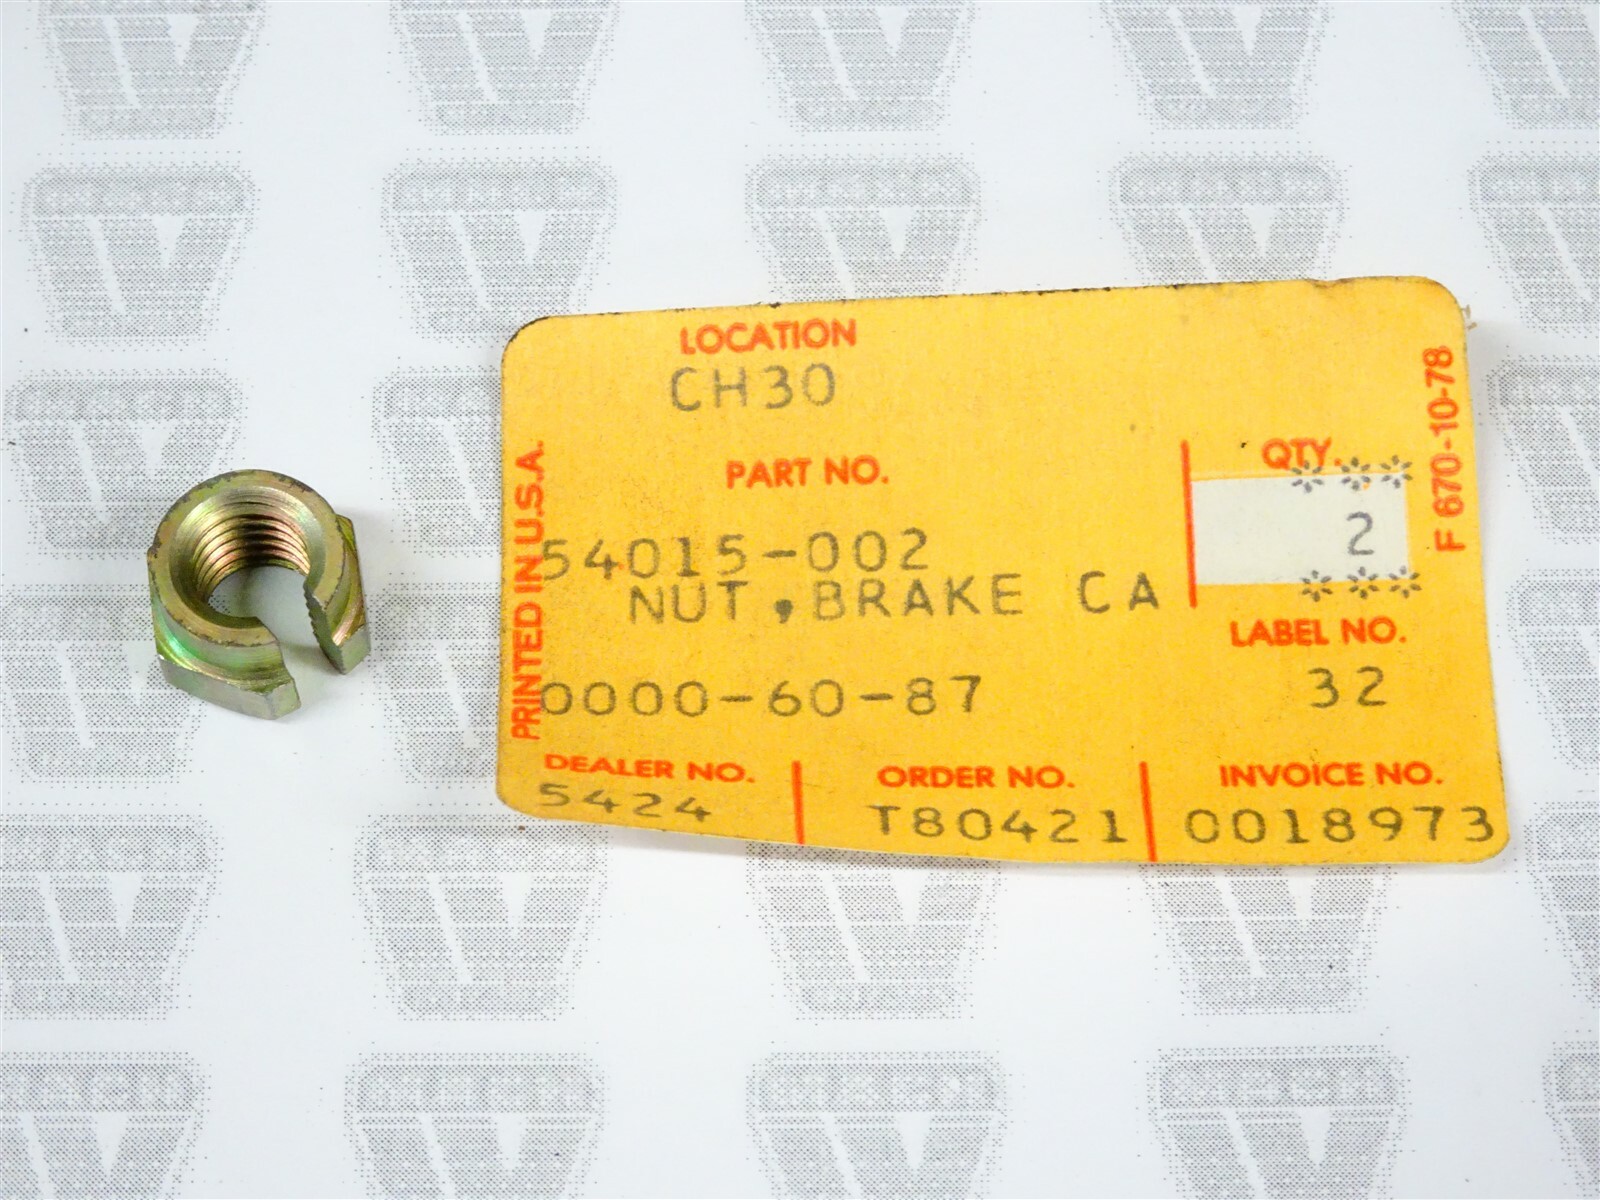 LOCATION
CH30
PART NO.
QTY.
2
54015-002
NUT,BRAKE CA
LABEL NO.
32
0000-60-87
DEALER NO. ORDER NO. INVOICE NO.
5424 T80421 0018973
PRINTED IN U.S.A.
F 670-10-78